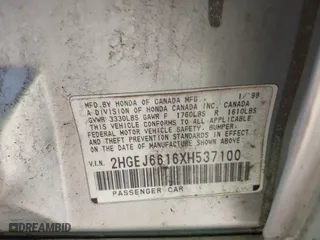 MFD.BY HONDA OF CANADA MFG., 1/99
A DIVISION OF HONDA CANADA INC. CANADA
GVWR 3330LBS GAWR F 1760LBS R 1610LBS
THIS VEHICLE CONFORMS TO ALL APPLICABLE
FEDERAL MOTOR VEHICLE SAFETY, BUMPER,
AND THEFT PREVENTION STANDARDS IN
EFFECT ON THE DATE OF MANUFACTURE
SHOWN ABOVE.
V.I.N. 2HGEJ6616XH537100
PASSENGER CAR
DREAMBID